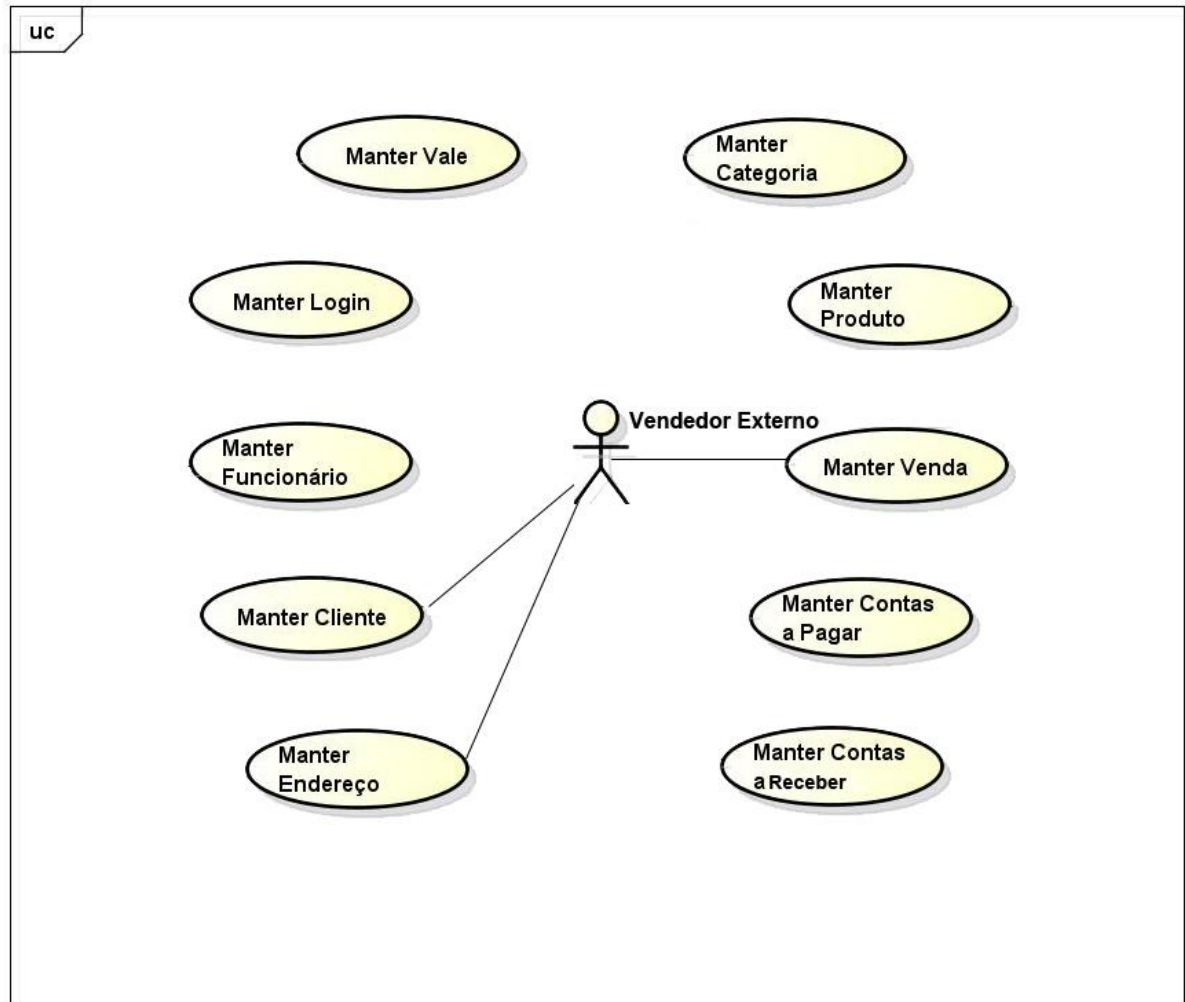 uc
Manter Vale
Manter
Categoria
Manter Login
Manter
Produto
Vendedor Externo
Manter
Funcionário
Manter Venda
Manter Cliente
Manter Contas
a Pagar
Manter
Endereço
Manter Contas
a Receber